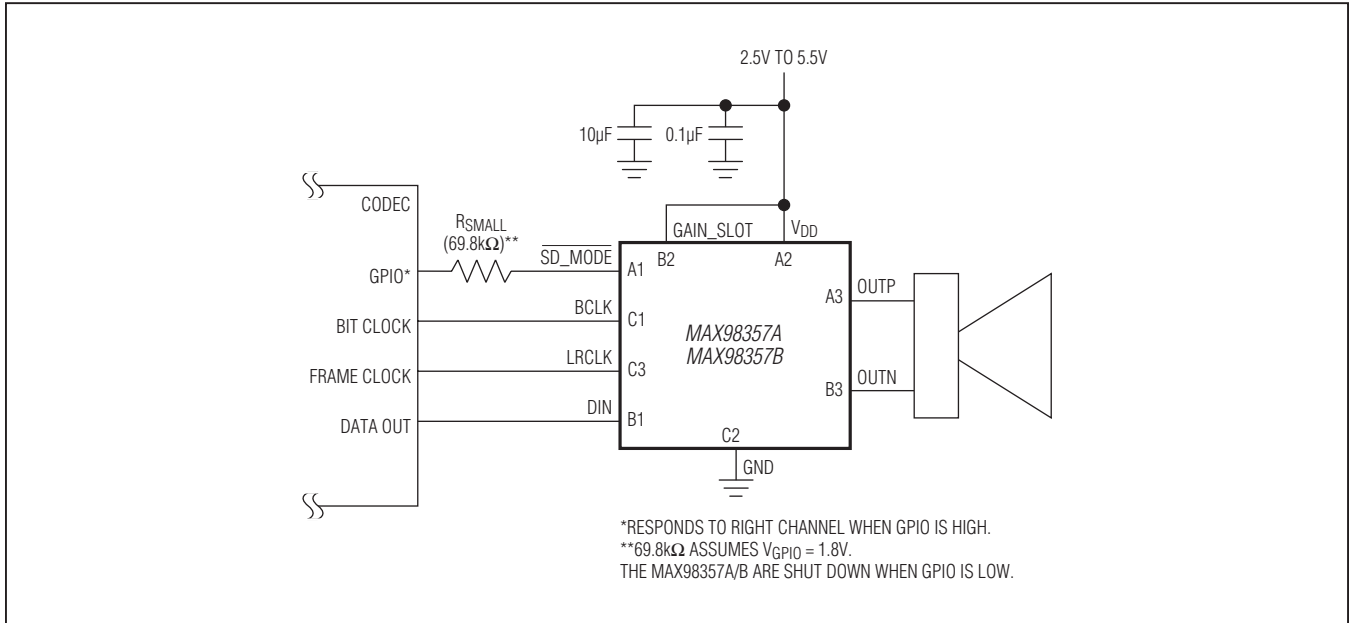 2.5V TO 5.5V
10µF
0.1µF
CODEC
RSMALL
(69.8kΩ)**
SD_MODE
GAIN_SLOT
VDD
GPIO*
A1
B2
A2
A3
OUTP
BIT CLOCK
BCLK
C1
MAX98357A
MAX98357B
FRAME CLOCK
LRCLK
C3
B3
OUTN
DATA OUT
DIN
B1
C2
GND
*RESPONDS TO RIGHT CHANNEL WHEN GPIO IS HIGH.
**69.8kΩ ASSUMES VGPIO = 1.8V.
THE MAX98357A/B ARE SHUT DOWN WHEN GPIO IS LOW.